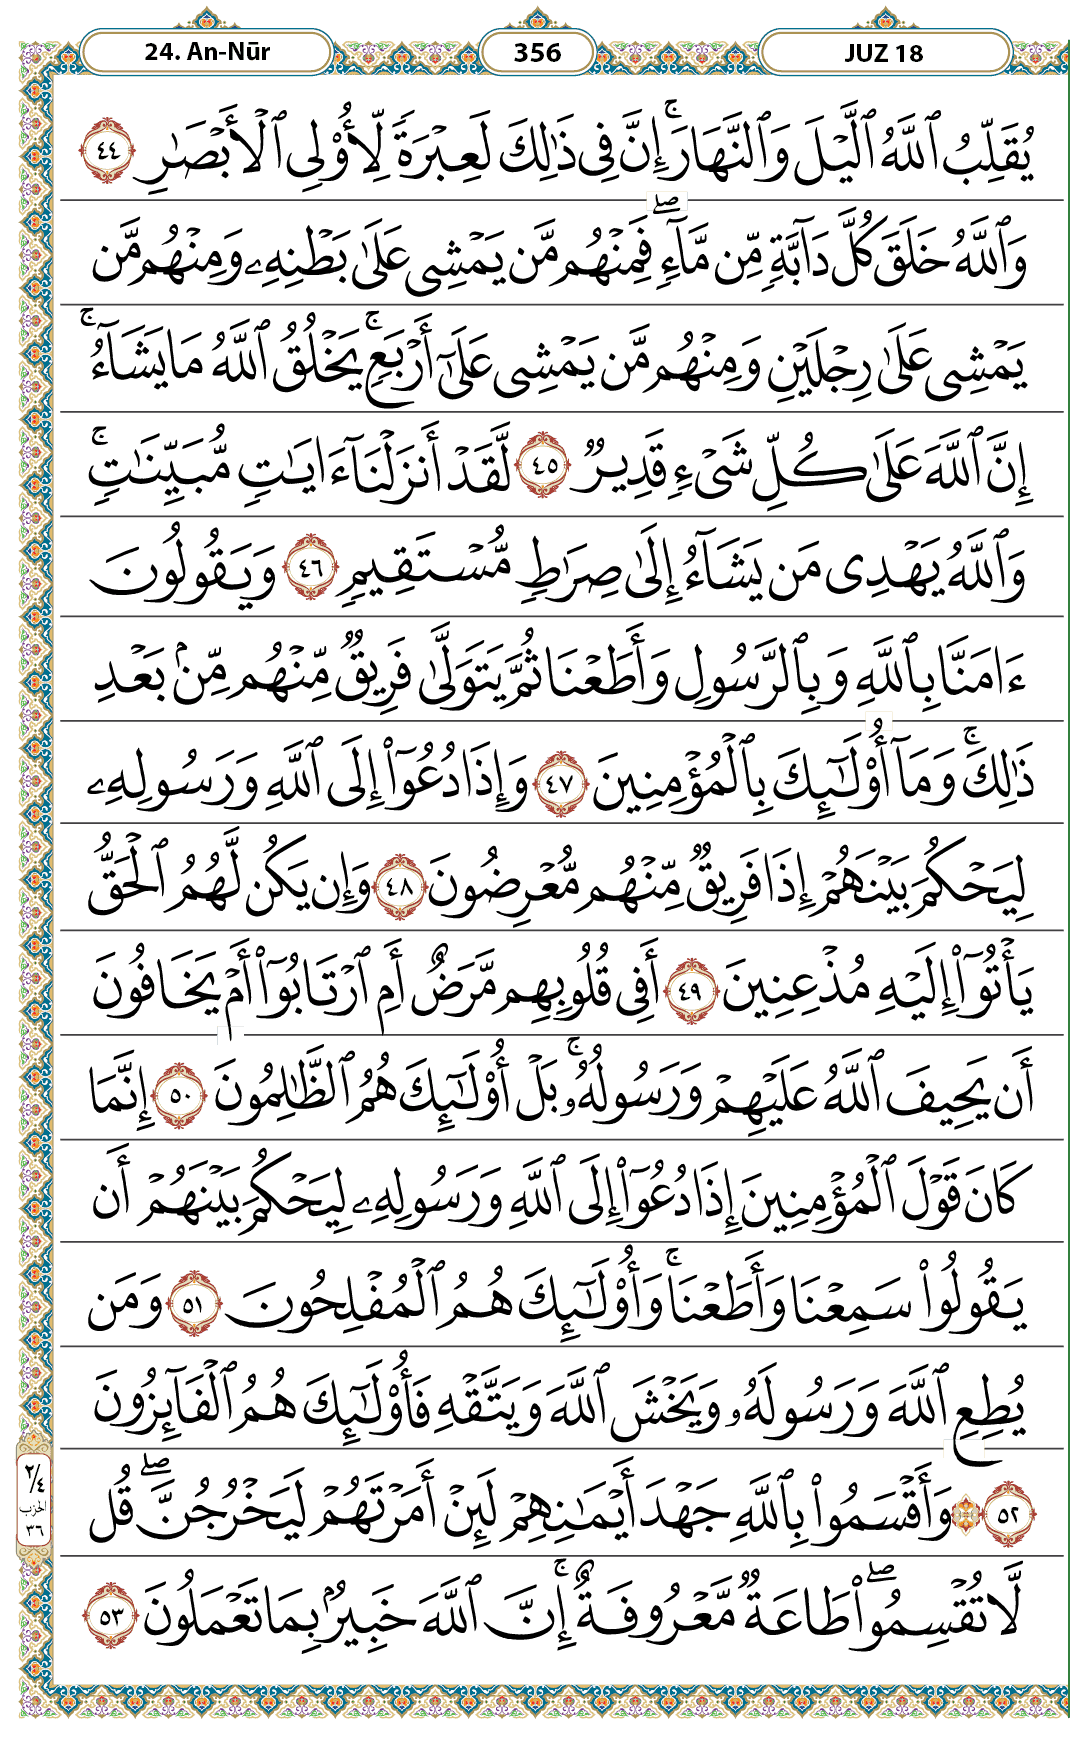 24. An-Nūr
356
JUZ 18
يُقَلِّبُ ٱللَّهُ ٱلَّيْلَ وَٱلنَّهَارَ ۚ إِنَّ فِى ذَٰلِكَ لَعِبْرَةً لِّأُو۟لِى ٱلْأَبْصَٰرِ ٤٤
وَٱللَّهُ خَلَقَ كُلَّ دَآبَّةٍ مِّن مَّآءٍ ۖ فَمِنْهُم مَّن يَمْشِى عَلَىٰ بَطْنِهِۦ وَمِنْهُم مَّن
يَمْشِى عَلَىٰ رِجْلَيْنِ وَمِنْهُم مَّن يَمْشِى عَلَىٰٓ أَرْبَعٍ ۚ يَخْلُقُ ٱللَّهُ مَا يَشَآءُ ۚ
إِنَّ ٱللَّهَ عَلَىٰ كُلِّ شَىْءٍ قَدِيرٌ ٤٥ لَّقَدْ أَنزَلْنَآ ءَايَٰتٍ مُّبَيِّنَٰتٍ ۚ
وَٱللَّهُ يَهْدِى مَن يَشَآءُ إِلَىٰ صِرَٰطٍ مُّسْتَقِيمٍ ٤٦ وَيَقُولُونَ
ءَامَنَّا بِٱللَّهِ وَبِٱلرَّسُولِ وَأَطَعْنَا ثُمَّ يَتَوَلَّىٰ فَرِيقٌ مِّنْهُم مِّنۢ بَعْدِ
ذَٰلِكَ ۚ وَمَآ أُو۟لَٰٓئِكَ بِٱلْمُؤْمِنِينَ ٤٧ وَإِذَا دُعُوٓا۟ إِلَى ٱللَّهِ وَرَسُولِهِۦ
لِيَحْكُمَ بَيْنَهُمْ إِذَا فَرِيقٌ مِّنْهُم مُّعْرِضُونَ ٤٨ وَإِن يَكُن لَّهُمُ ٱلْحَقُّ
يَأْتُوٓا۟ إِلَيْهِ مُذْعِنِينَ ٤٩ أَفِى قُلُوبِهِم مَّرَضٌ أَمِ ٱرْتَابُوٓا۟ أَمْ يَخَافُونَ
أَن يَحِيفَ ٱللَّهُ عَلَيْهِمْ وَرَسُولُهُۥ ۚ بَلْ أُو۟لَٰٓئِكَ هُمُ ٱلظَّٰلِمُونَ ٥٠ إِنَّمَا
كَانَ قَوْلَ ٱلْمُؤْمِنِينَ إِذَا دُعُوٓا۟ إِلَى ٱللَّهِ وَرَسُولِهِۦ لِيَحْكُمَ بَيْنَهُمْ أَن
يَقُولُوا۟ سَمِعْنَا وَأَطَعْنَا ۚ وَأُو۟لَٰٓئِكَ هُمُ ٱلْمُفْلِحُونَ ٥١ وَمَن
يُطِعِ ٱللَّهَ وَرَسُولَهُۥ وَيَخْشَ ٱللَّهَ وَيَتَّقْهِ فَأُو۟لَٰٓئِكَ هُمُ ٱلْفَآئِزُونَ
٥٢ ۞ وَأَقْسَمُوا۟ بِٱللَّهِ جَهْدَ أَيْمَٰنِهِمْ لَئِنْ أَمَرْتَهُمْ لَيَخْرُجُنَّ ۖ قُل
لَّا تُقْسِمُوا۟ ۖ طَاعَةٌ مَّعْرُوفَةٌ ۚ إِنَّ ٱللَّهَ خَبِيرٌۢ بِمَا تَعْمَلُونَ ٥٣
٢/٤
الحزب
٣٦